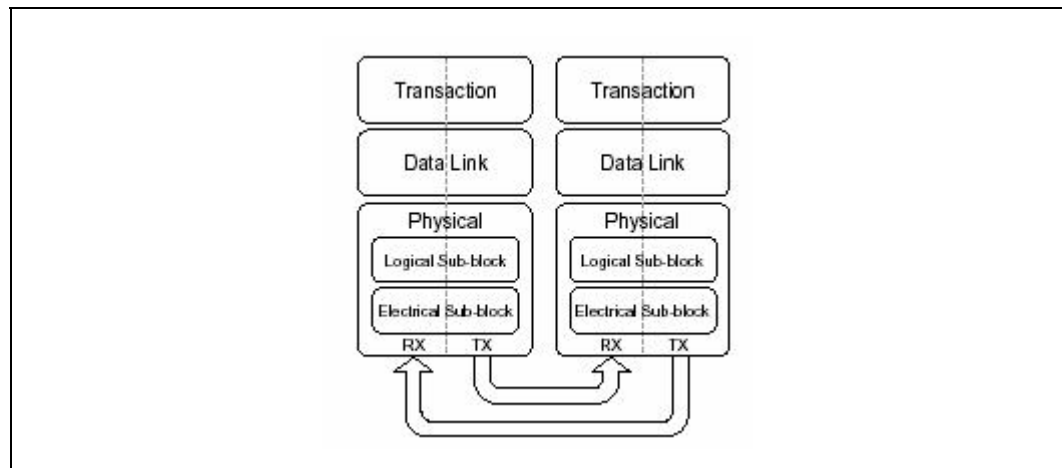 Transaction
Data Link
Physical
Logical Sub-block
Electrical Sub-block
RX TX
Transaction
Data Link
Physical
Logical Sub-block
Electrical Sub-block
RX TX